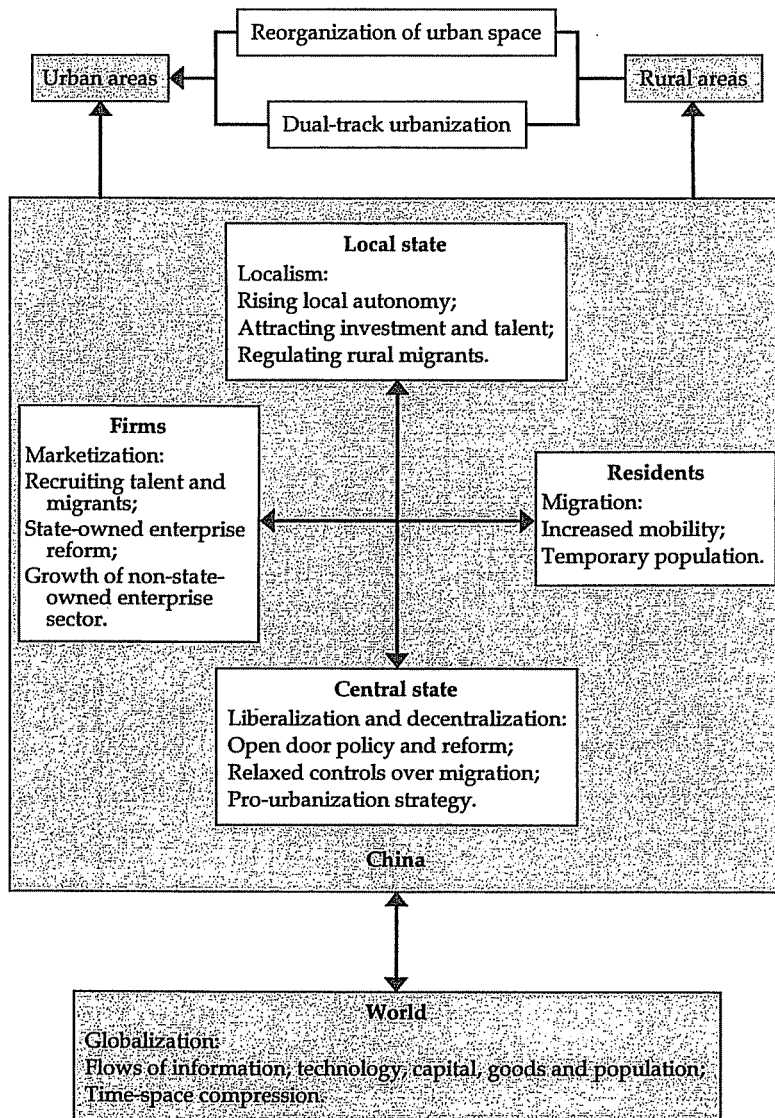 Reorganization of urban space
Urban areas
Rural areas
Dual-track urbanization
Local state
Localism:
Rising local autonomy;
Attracting investment and talent;
Regulating rural migrants.
Firms
Marketization:
Recruiting talent and
migrants;
State-owned enterprise
reform;
Growth of non-state-
owned enterprise
sector.
Residents
Migration:
Increased mobility;
Temporary population.
Central state
Liberalization and decentralization:
Open door policy and reform;
Relaxed controls over migration;
Pro-urbanization strategy.
China
World
Globalization:
Flows of information, technology, capital, goods and population;
Time-space compression.